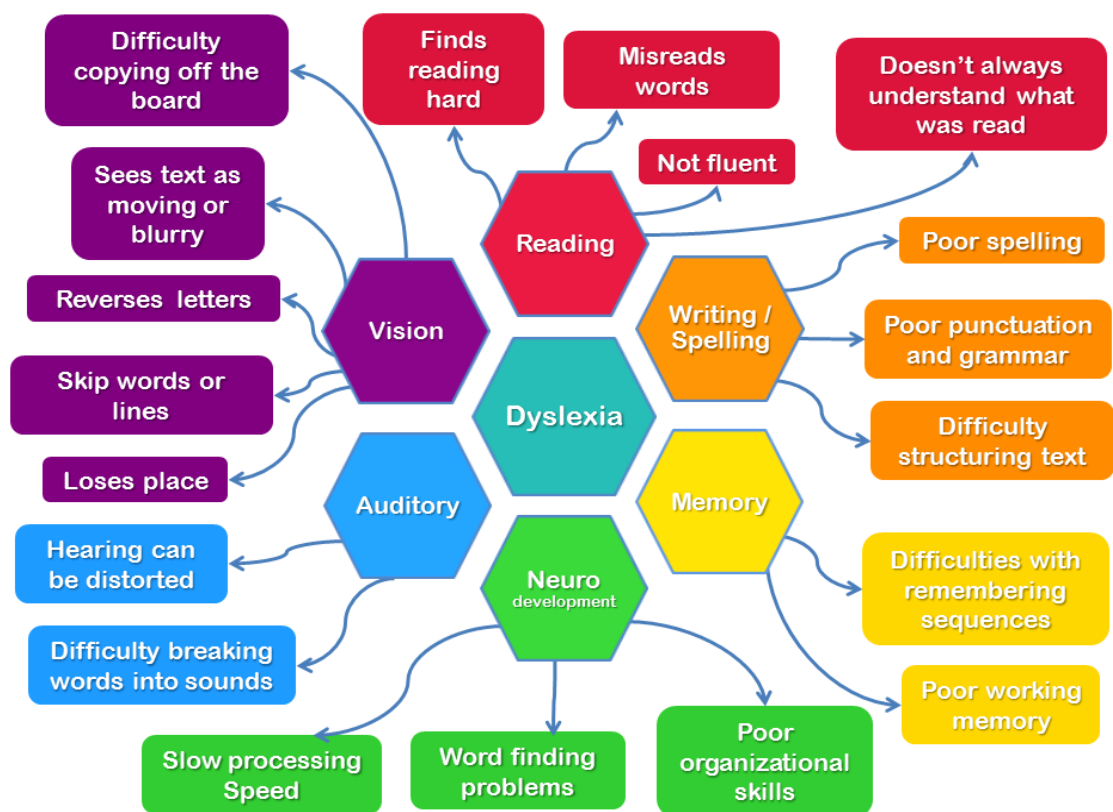 Difficulty
copying off the
board
Finds
reading
hard
Misreads
words
Doesn't always
understand what
was read
Not fluent
Sees text as
moving or
blurry
Reading
Poor spelling
Reverses letters
Vision
Writing /
Spelling
Poor punctuation
and grammar
Skip words or
lines
Dyslexia
Difficulty
structuring text
Loses place
Auditory
Memory
Hearing can
be distorted
Neuro
development
Difficulties with
remembering
sequences
Difficulty breaking
words into sounds
Poor working
memory
Slow processing
Speed
Word finding
problems
Poor
organizational
skills